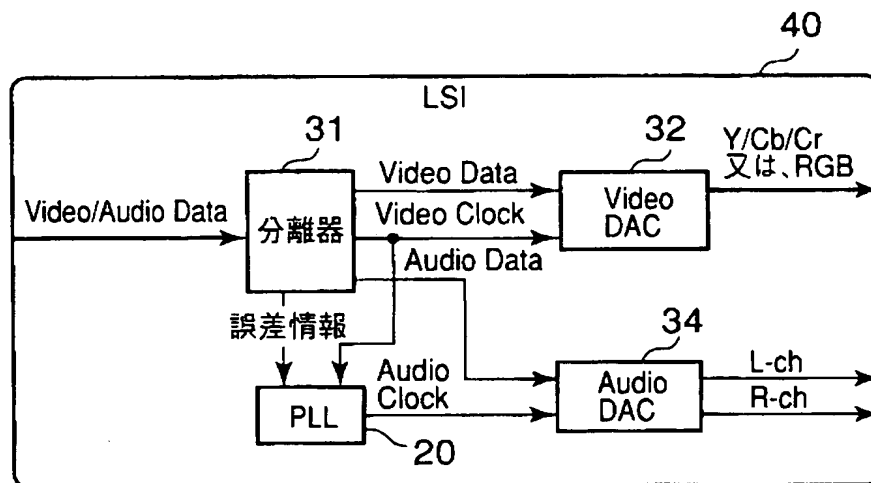 40
LSI
31
32
Y/Cb/Cr
又は、RGB
Video/Audio Data
分離器
Video Data
Video Clock
Audio Data
Video
DAC
誤差情報
34
PLL
20
Audio
Clock
Audio
DAC
L-ch
R-ch